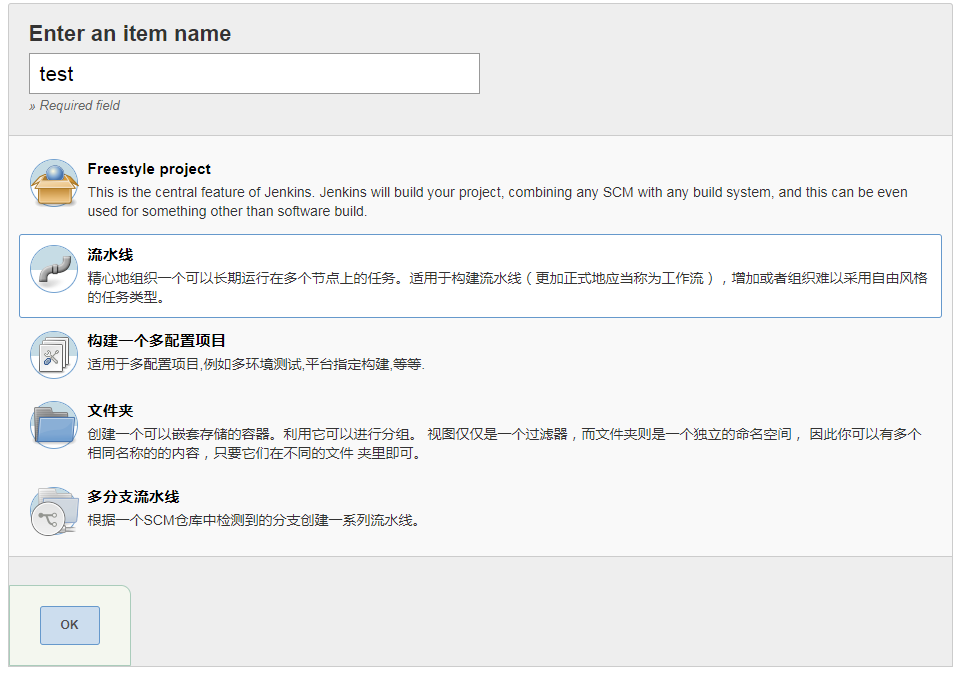 Enter an item name
test
» Required field
Freestyle project
This is the central feature of Jenkins. Jenkins will build your project, combining any SCM with any build system, and this can be even
used for something other than software build.
流水线
精心地组织一个可以长期运行在多个节点上的任务。适用于构建流水线（更加正式地应当称为工作流），增加或者组织难以采用自由风格
的任务类型。
构建一个多配置项目
适用于多配置项目,例如多环境测试,平台指定构建,等等.
文件夹
创建一个可以嵌套存储的容器。利用它可以进行分组。 视图仅仅是一个过滤器，而文件夹则是一个独立的命名空间， 因此你可以有多个
相同名称的的内容，只要它们在不同的文件 夹里即可。
多分支流水线
根据一个SCM仓库中检测到的分支创建一系列流水线。
OK